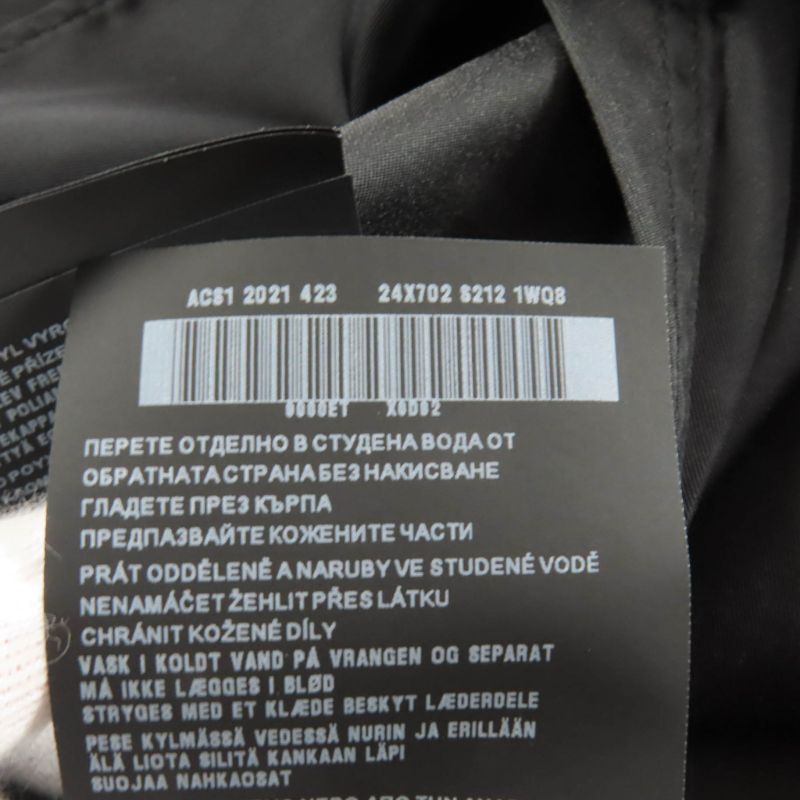 ACS1 2021 423 24X702 S212 1WQ8
ПЕРЕТЕ ОТДЕЛНО В СТУДЕНА ВОДА ОТ
ОБРАТНАТА СТРАНА БЕЗ НАКИСВАНЕ
ГЛАДЕТЕ ПРЕЗ КЪРПА
ПРЕДПАЗВАЙТЕ КОЖЕНИТЕ ЧАСТИ
PRÁT ODDĚLENĚ A NARUBY VE STUDENÉ VODĚ
NENAMÁČET ŽEHLIT PŘES LÁTKU
CHRÁNIT KOŽENÉ DÍLY
VASK I KOLDT VAND PÅ VRANGEN OG SEPARAT
MÅ IKKE LÆGGES I BLØD
STRYGES MED ET KLÆDE BESKYT LÆDERDELE
PESE KYLMÄSSÄ VEDESSÄ NURIN JA ERILLÄÄN
ÄLÄ LIOTA SILITÄ KANKAAN LÄPI
SUOJAA NAHKAOSAT